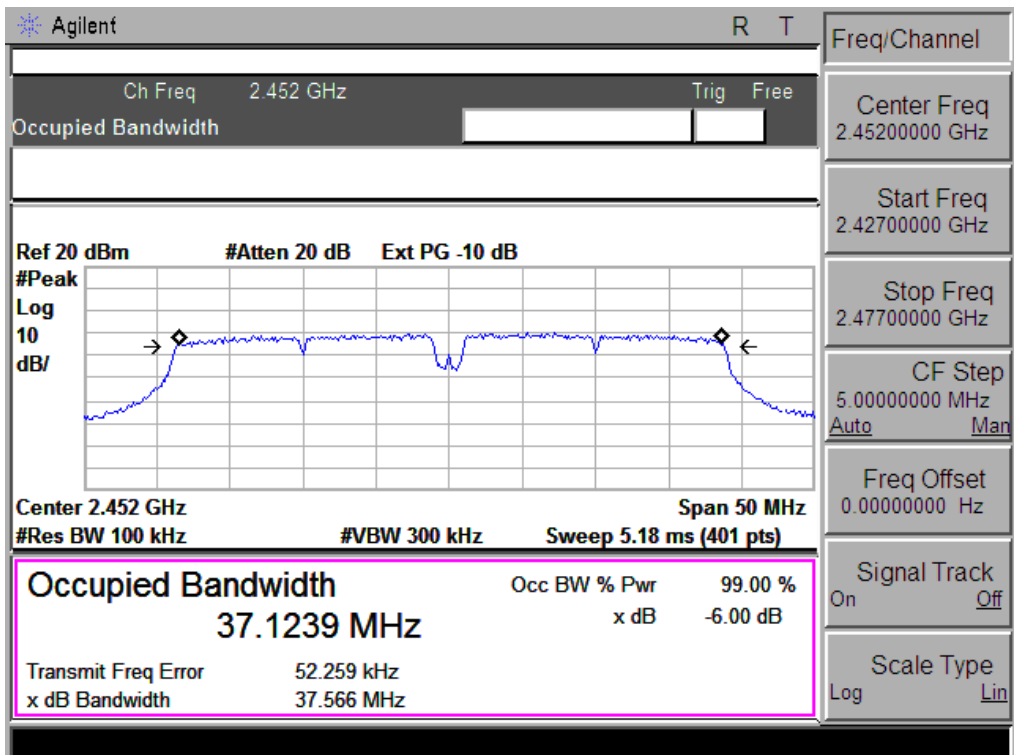 Agilent R T
Ch Freq 2.452 GHz Trig Free
Occupied Bandwidth
Ref 20 dBm #Atten 20 dB Ext PG -10 dB
#Peak
Log
10
dB/
Center 2.452 GHz Span 50 MHz
#Res BW 100 kHz #VBW 300 kHz Sweep 5.18 ms (401 pts)
Occupied Bandwidth
37.1239 MHz
Occ BW % Pwr 99.00 %
x dB -6.00 dB
Transmit Freq Error 52.259 kHz
x dB Bandwidth 37.566 MHz
Freq/Channel
Center Freq
2.45200000 GHz
Start Freq
2.42700000 GHz
Stop Freq
2.47700000 GHz
CF Step
5.00000000 MHz
Auto Man
Freq Offset
0.00000000 Hz
Signal Track
On Off
Scale Type
Log Lin